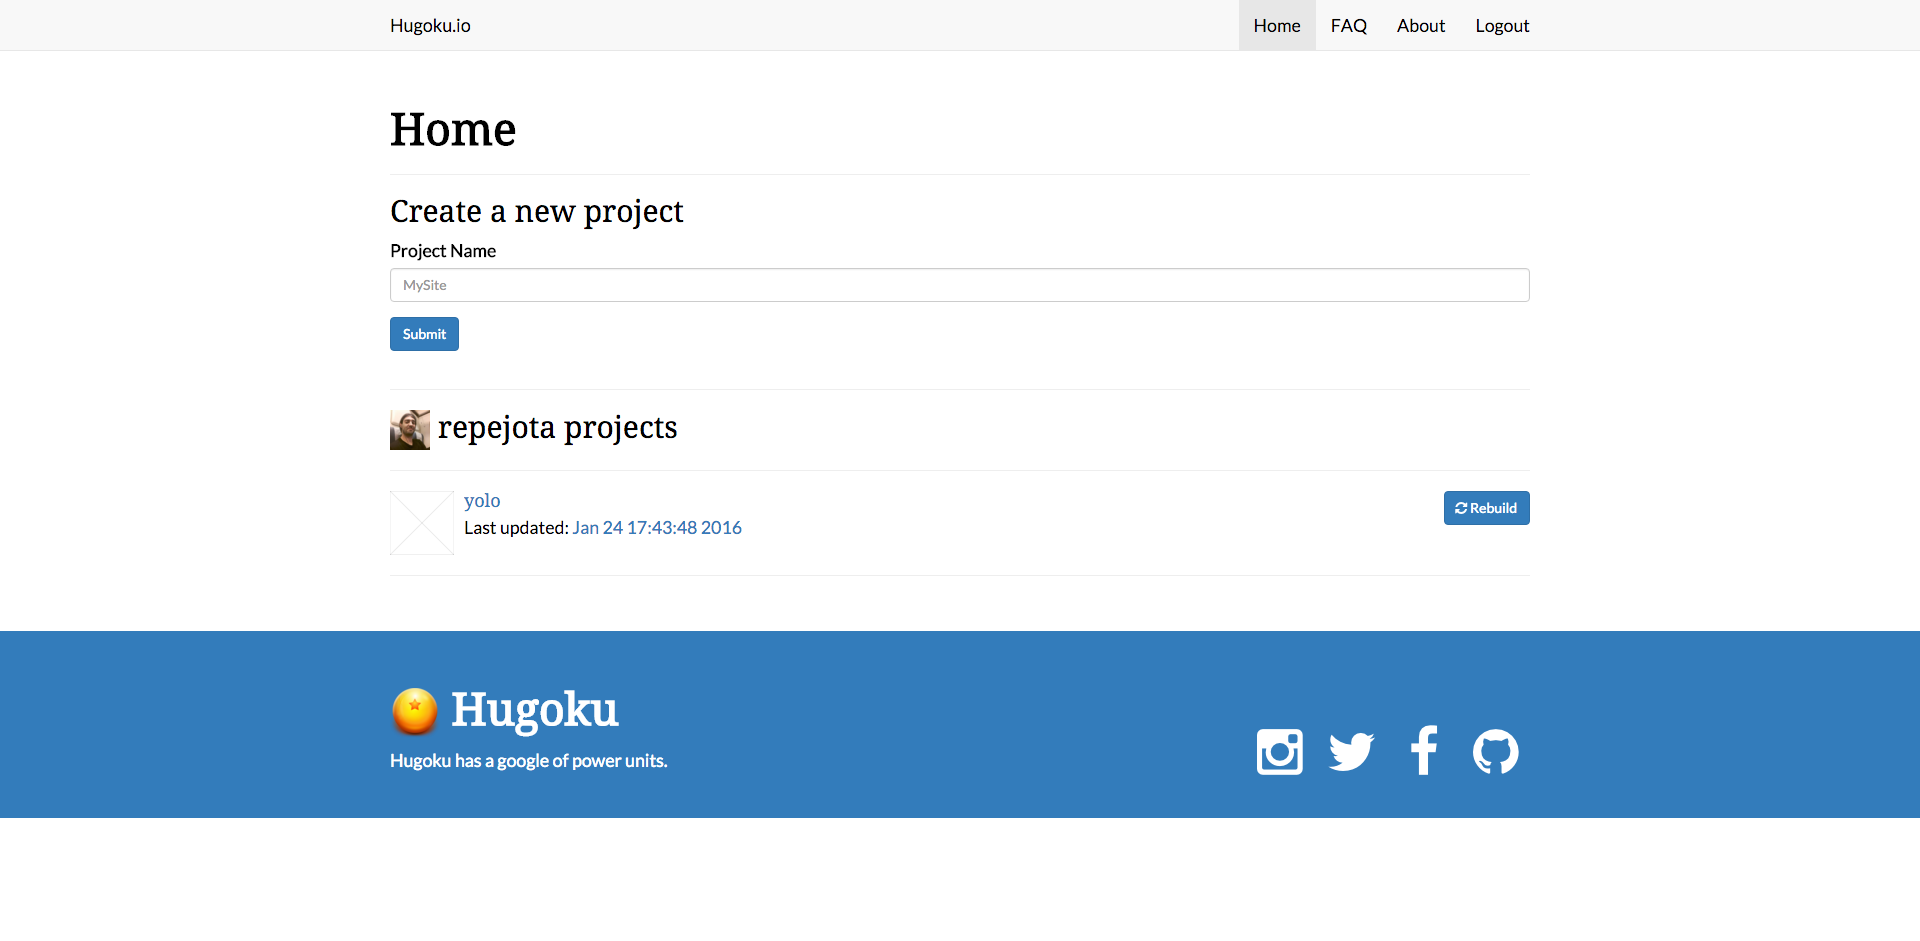 Hugoku.io
Home FAQ About Logout
Home
Create a new project
Project Name
MySite
Submit
repejota projects
yolo
Rebuild
Last updated: Jan 24 17:43:48 2016
Hugoku
Hugoku has a google of power units.